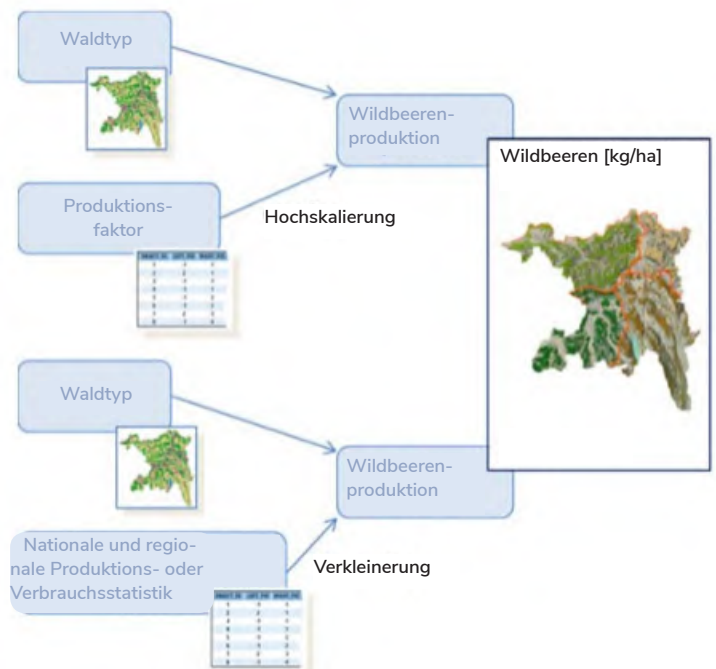 Waldtyp
Wildbeeren-
produktion
Wildbeeren [kg/ha]
Produktions-
faktor
Hochskalierung
Waldtyp
Wildbeeren-
produktion
Nationale und regio-
nale Produktions- oder
Verbrauchsstatistik
Verkleinerung